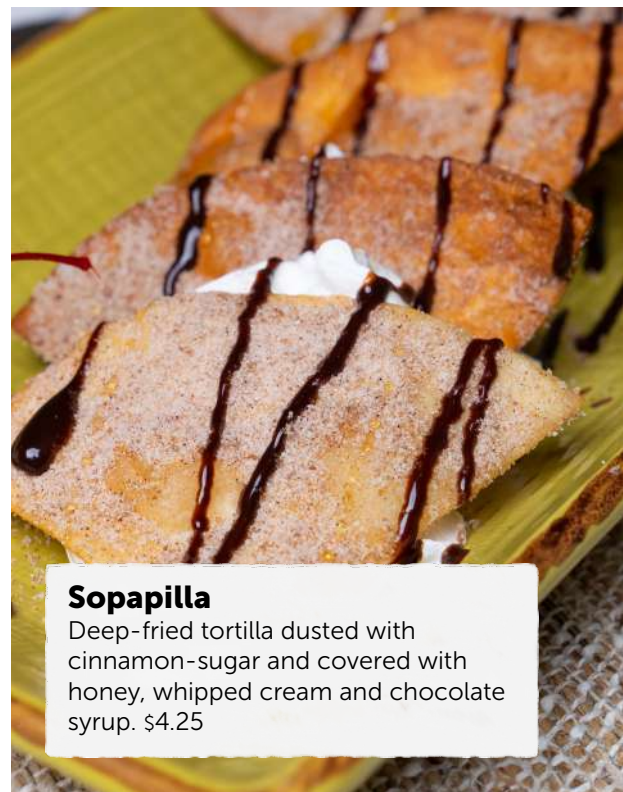 Sopapilla
Deep-fried tortilla dusted with
cinnamon-sugar and covered with
honey, whipped cream and chocolate
syrup. $4.25